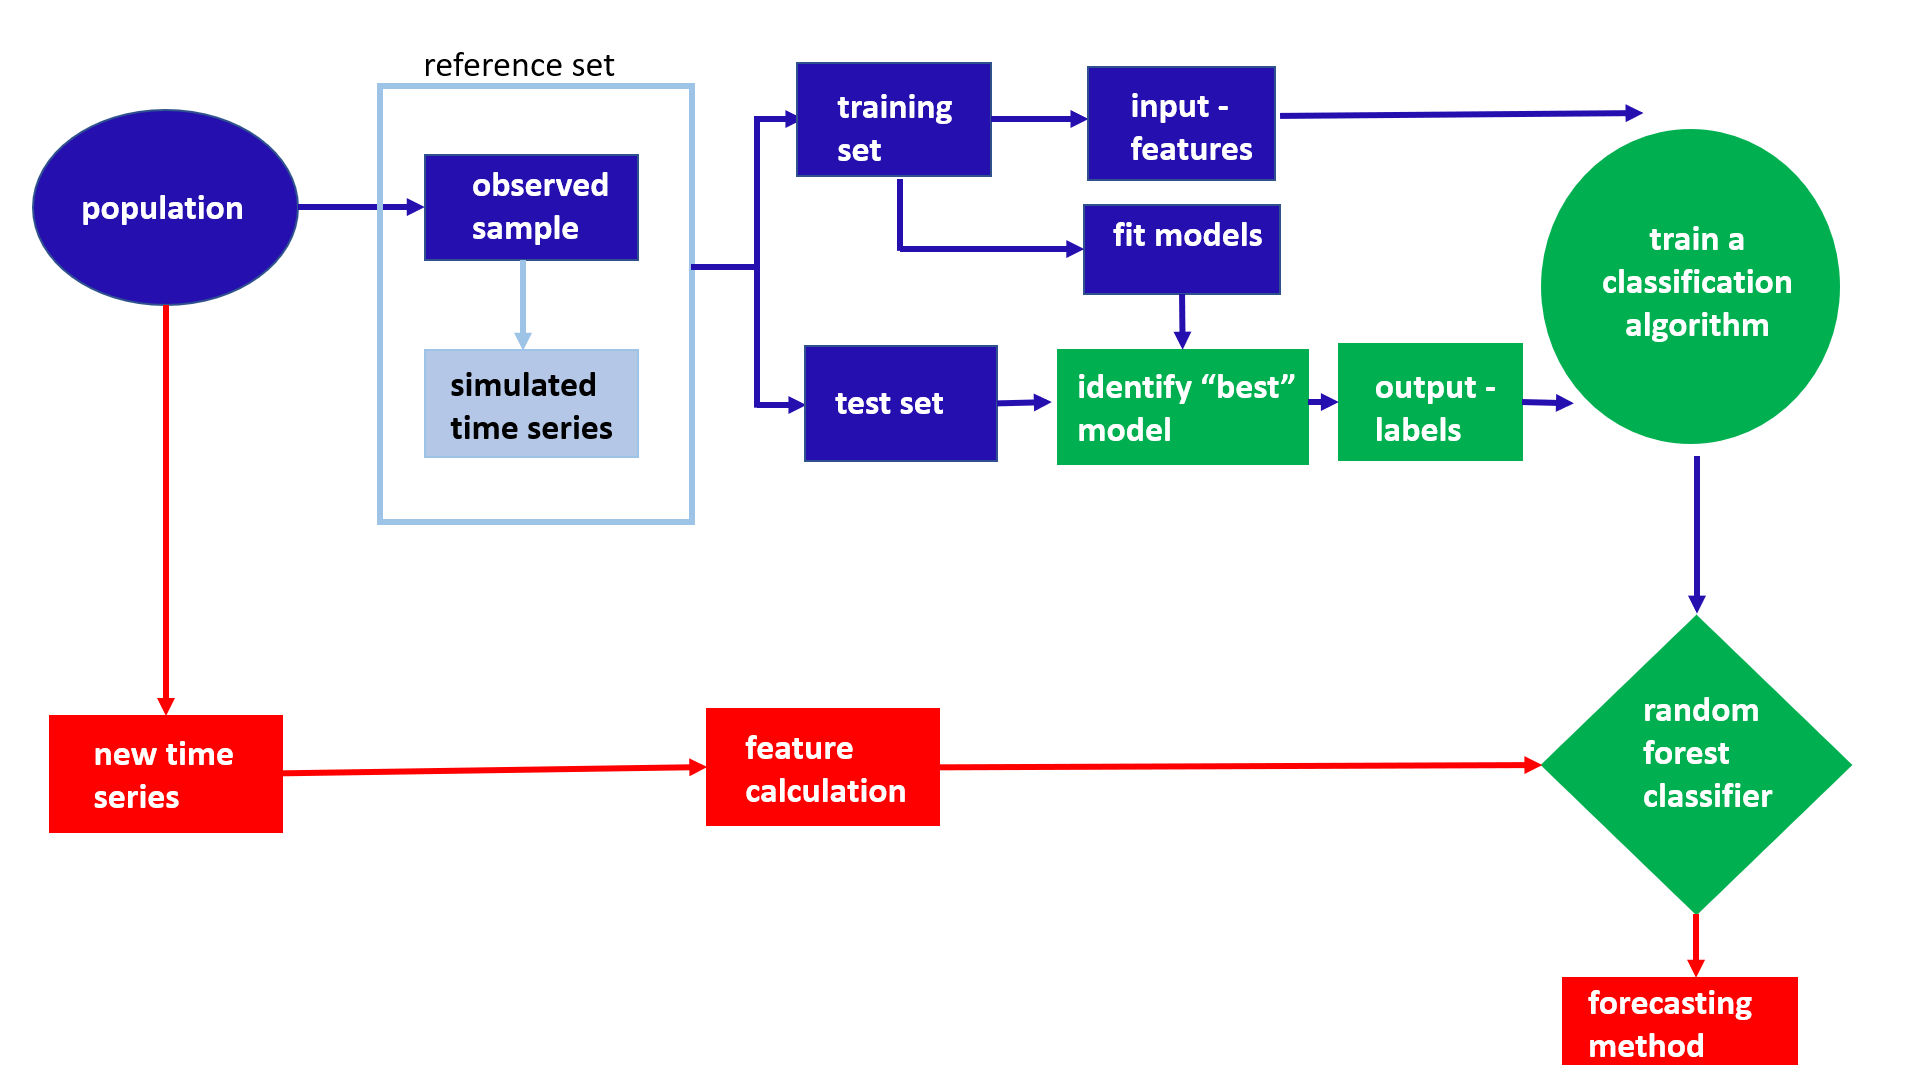 reference set
population
observed
sample
simulated
time series
training
set
input -
features
fit models
test set
identify “best”
model
output -
labels
train a
classification
algorithm
new time
series
feature
calculation
random
forest
classifier
forecasting
method